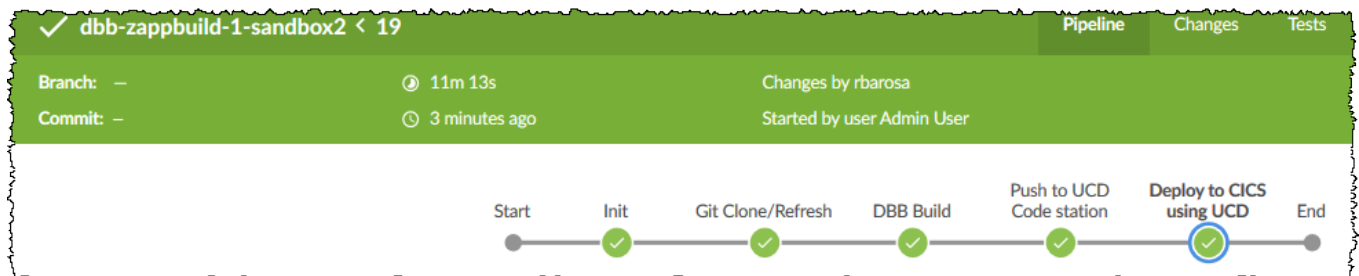 dbb-zappbuild-1-sandbox2 < 19
Pipeline Changes Tests
Branch: — 11m 13s Changes by rbarosa
Commit: — 3 minutes ago Started by user Admin User
Start Init Git Clone/Refresh DBB Build Push to UCD Code station Deploy to CICS using UCD End